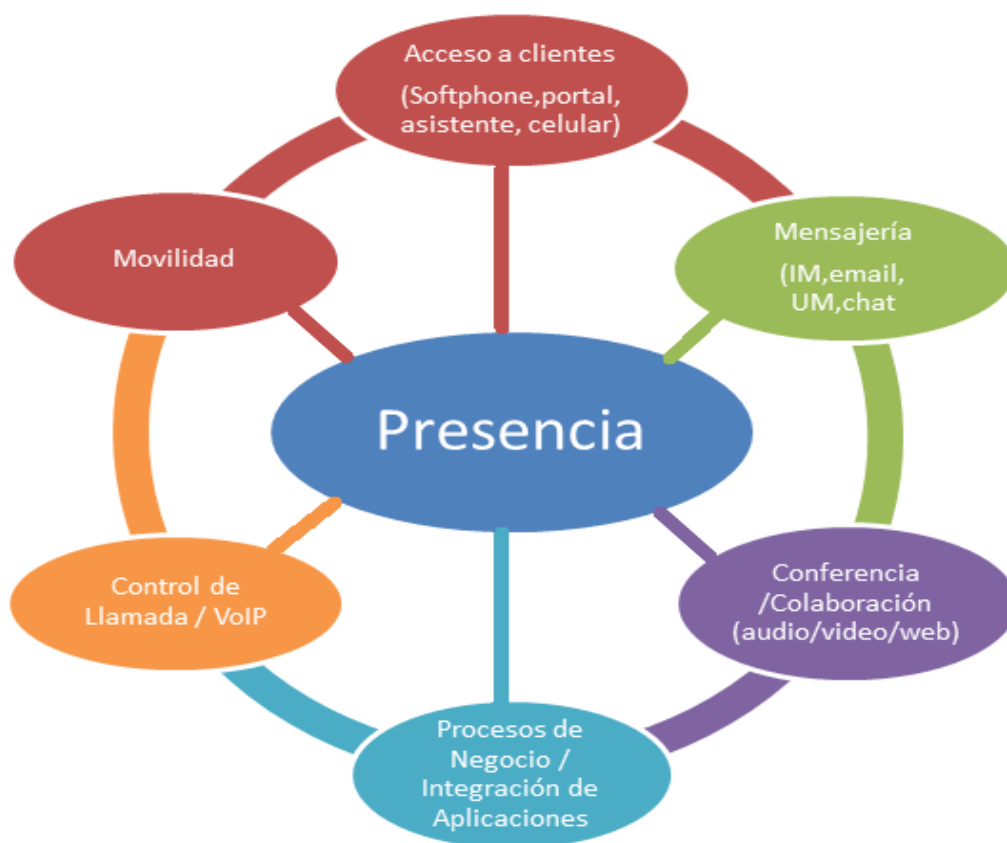 Acceso a clientes
(Softphone,portal,
asistente, celular)
Movilidad
Mensajería
(IM,email,
UM,chat
Presencia
Control de
Llamada / VoIP
Conferencia
/Colaboración
(audio/video/web)
Procesos de
Negocio /
Integración de
Aplicaciones